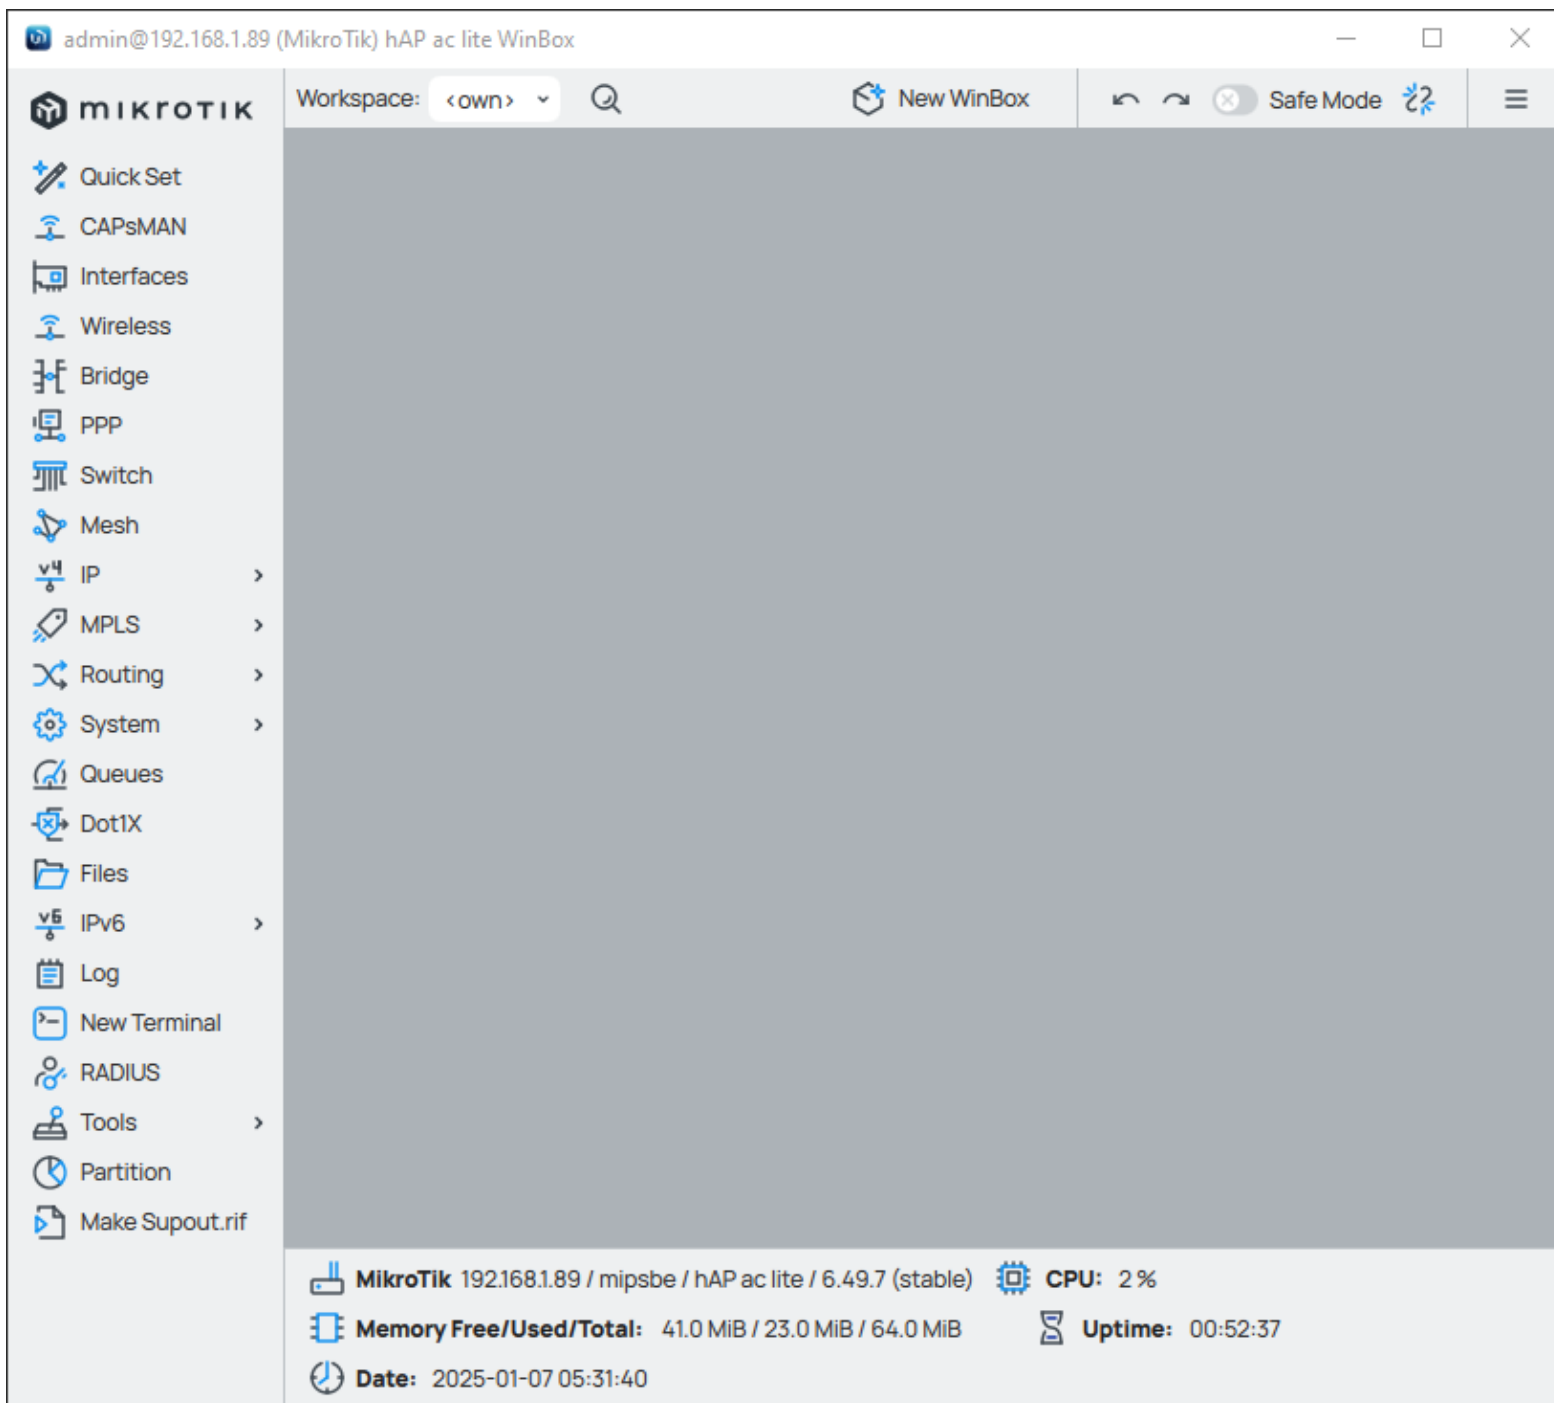 admin@192.168.1.89 (MikroTik) hAP ac lite WinBox
mikrotik
Workspace: <own> New WinBox Safe Mode
Quick Set
CAPsMAN
Interfaces
Wireless
Bridge
PPP
Switch
Mesh
v4 IP
MPLS
Routing
System
Queues
Dot1X
Files
v6 IPv6
Log
New Terminal
RADIUS
Tools
Partition
Make Supout.rif
MikroTik 192.168.1.89 / mipsbe / hAP ac lite / 6.49.7 (stable) CPU: 2 %
Memory Free/Used/Total: 41.0 MiB / 23.0 MiB / 64.0 MiB Uptime: 00:52:37
Date: 2025-01-07 05:31:40